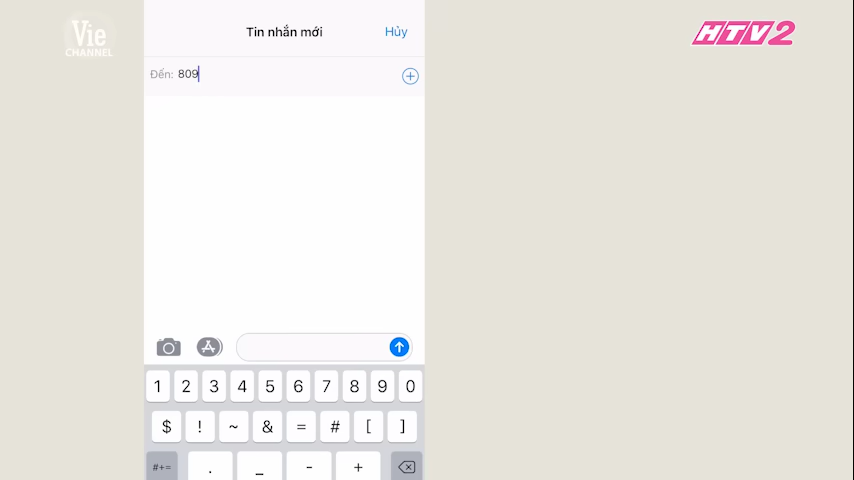 Vie
CHANNEL
HTV2
Tin nhắn mới
Hủy
Đến: 809
1 2 3 4 5 6 7 8 9 0
$ ! ~ & = # [ ]
#+= . _ - +